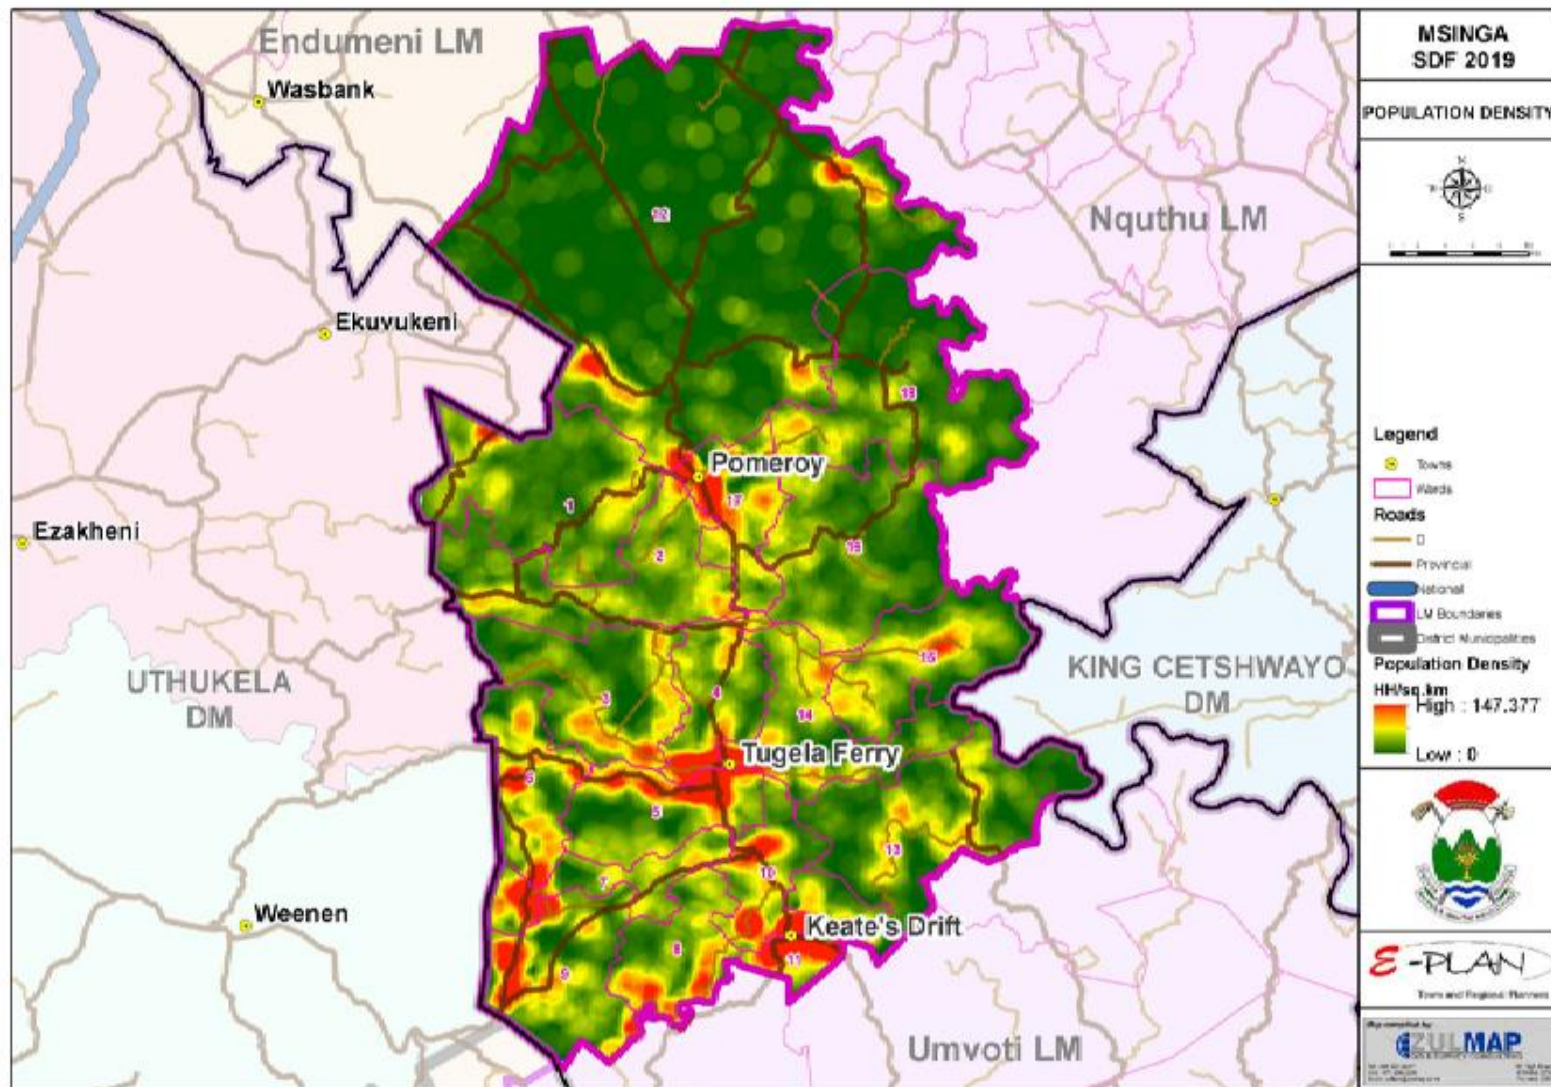 MSINGA
SDF 2019
POPULATION DENSITY
Endumeni LM
Wasbank
Nquthu LM
12
Ekuvukeni
Pomeroy
Ezakheni
1
2
UTHUKELA
DM
KING CETSHWAYO
DM
3
4
14
15
Tugela Ferry
6
5
13
10
7
Weenen
Keate's Drift
8
9
11
Umvoti LM
Legend
Towns
Wards
Roads
D
Provincial
National
LM Boundaries
District Municipalities
Population Density
HH/sq.km
High : 147.377
Low : 0
E-PLAN
Town and Regional Planners
Map compiled by:
ZULMAP